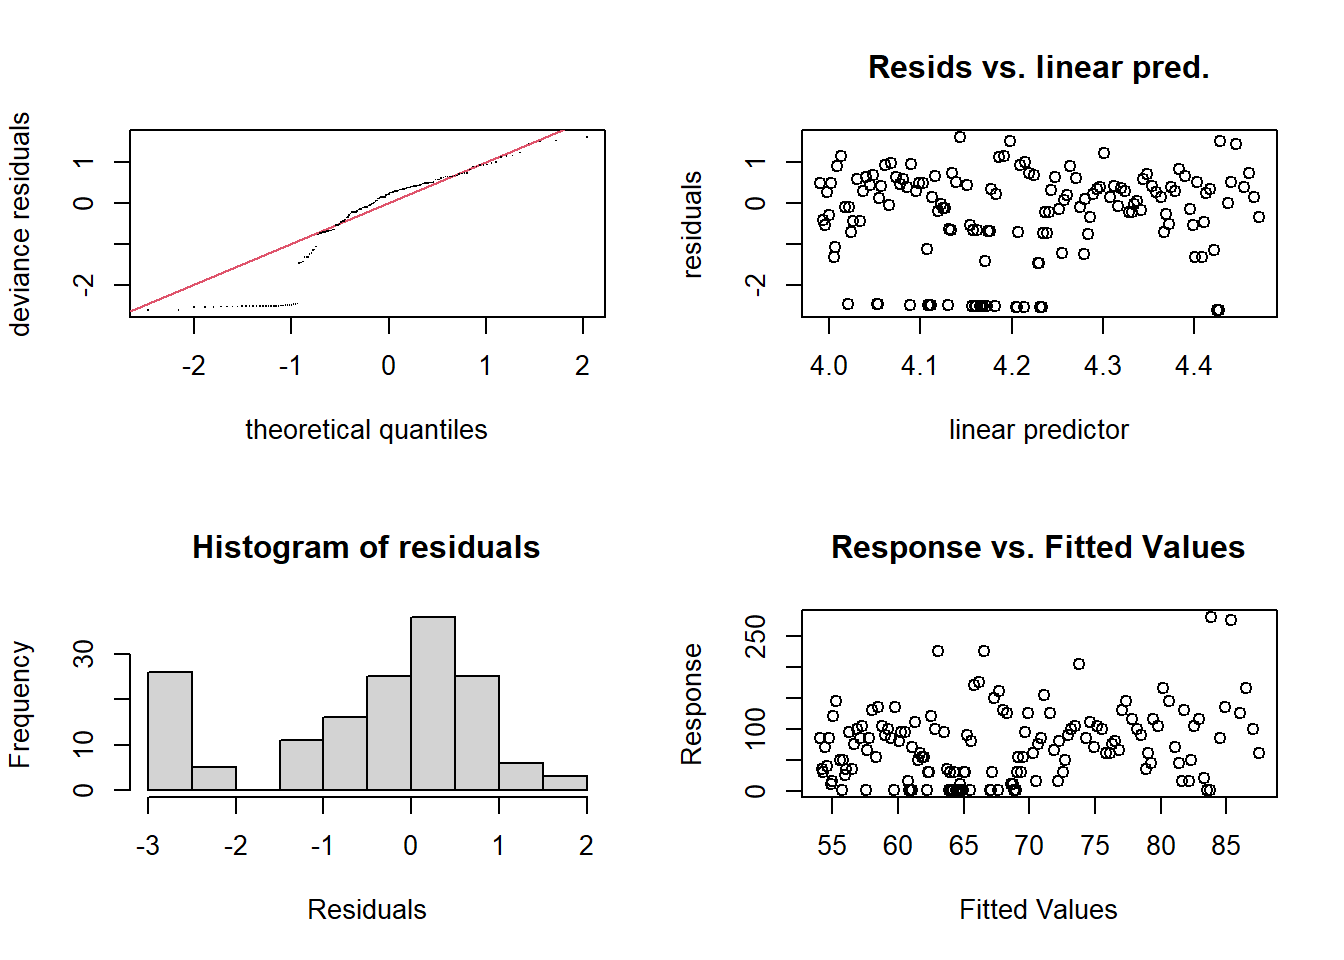 deviance residuals
1
0
-2
-2 -1 0 1 2
theoretical quantiles
Resids vs. linear pred.
residuals
1
0
-2
4.0 4.1 4.2 4.3 4.4
linear predictor
Histogram of residuals
Frequency
30
10
0
-3 -2 -1 0 1 2
Residuals
Response vs. Fitted Values
Response
250
100
0
55 60 65 70 75 80 85
Fitted Values